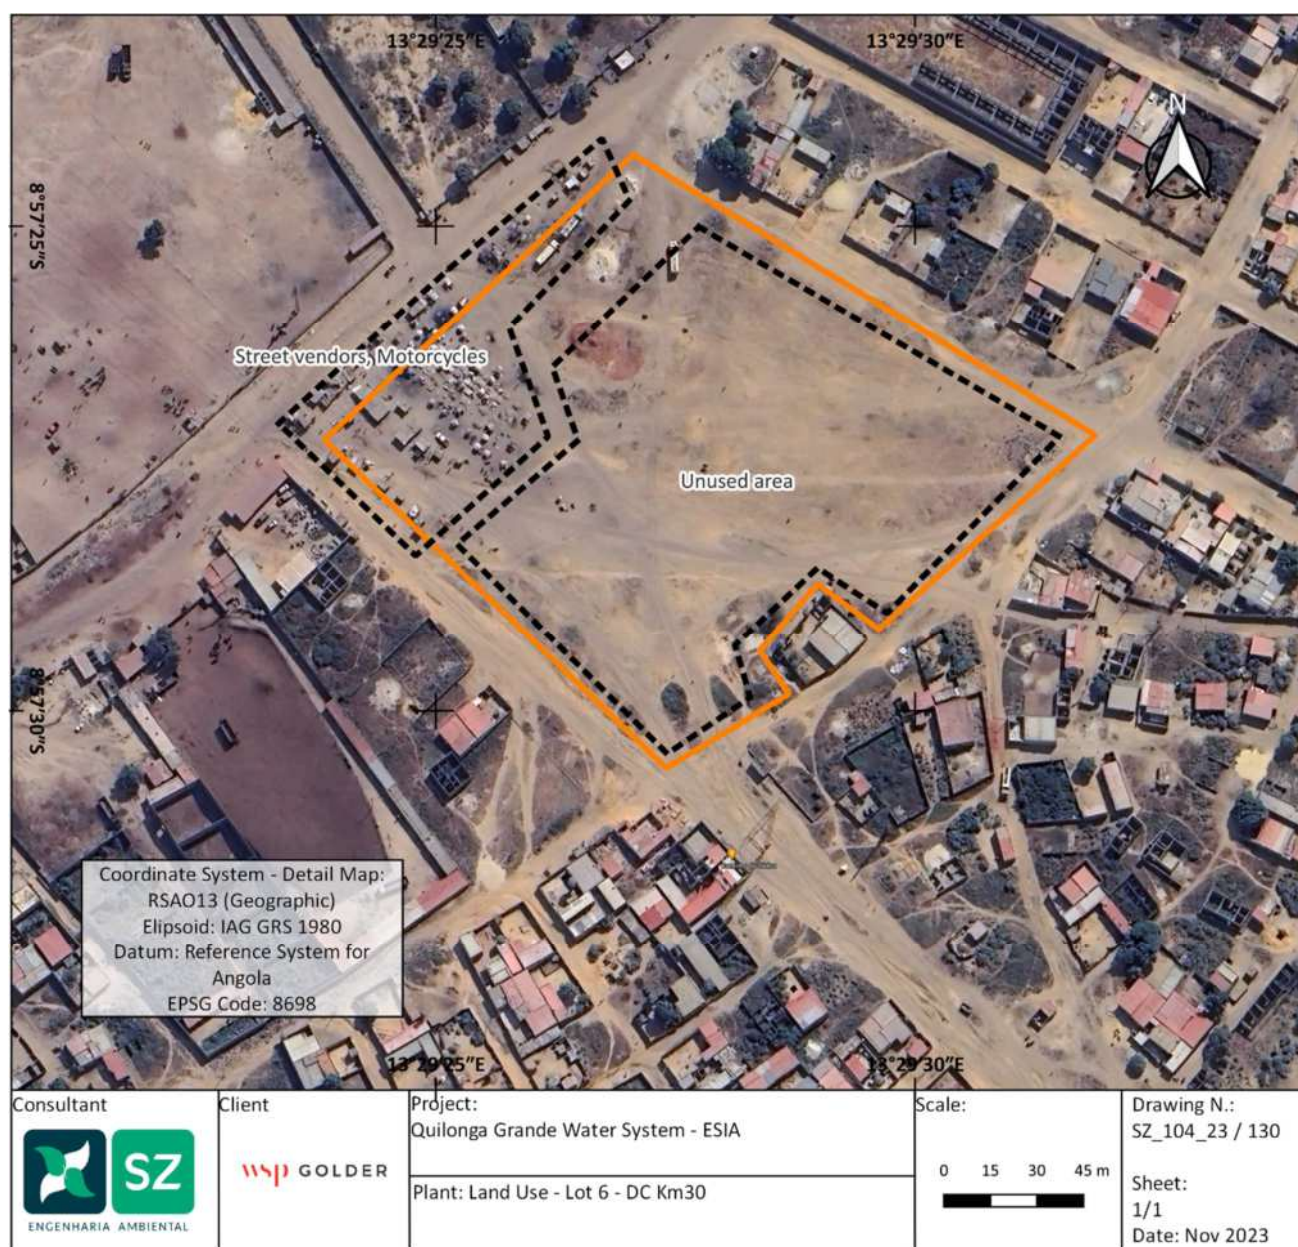 13°29'25"E
13°29'30"E
N
8°57'25"S
Street vendors, Motorcycles
Unused area
8°57'30"S
Coordinate System - Detail Map:
RSAO13 (Geographic)
Elipsoid: IAG GRS 1980
Datum: Reference System for
Angola
EPSG Code: 8698
13°29'25"E
13°29'30"E
Consultant
SZ
ENGENHARIA AMBIENTAL
Client
wsp GOLDER
Project:
Quilonga Grande Water System - ESIA
Plant: Land Use - Lot 6 - DC Km30
Scale:
0 15 30 45 m
Drawing N.:
SZ_104_23 / 130
Sheet:
1/1
Date: Nov 2023